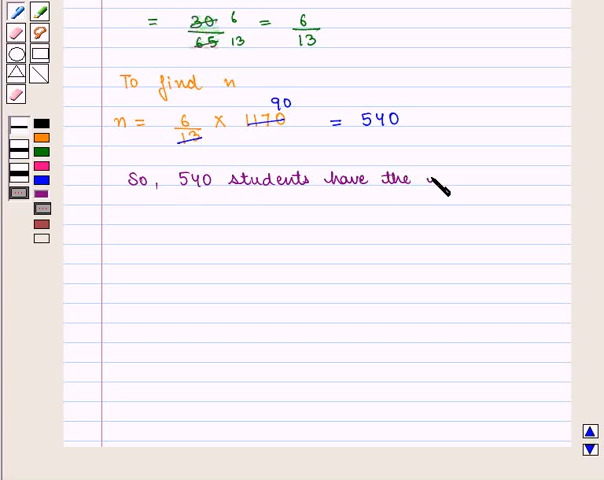 = 30 6 / 65 13 = 6/13
To find n
n = 6/13 × 1170 90 = 540
So, 540 students have the